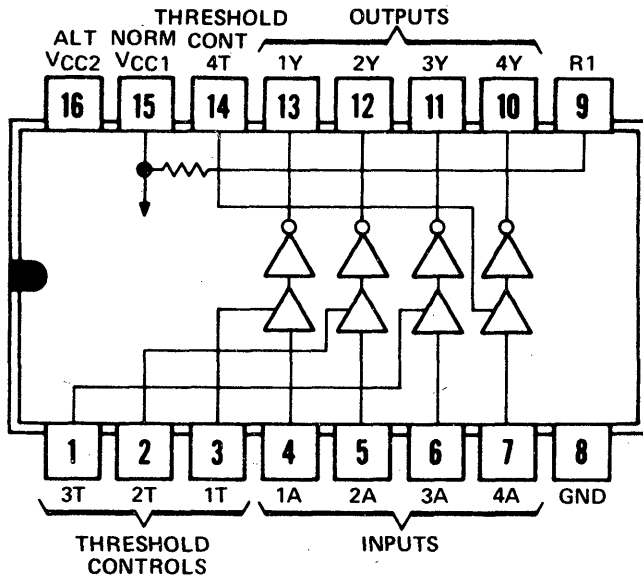 THRESHOLD OUTPUTS
ALT NORM CONT
VCC2 VCC1 4T 1Y 2Y 3Y 4Y R1
16 15 14 13 12 11 10 9
1 2 3 4 5 6 7 8
3T 2T 1T 1A 2A 3A 4A GND
THRESHOLD INPUTS
CONTROLS